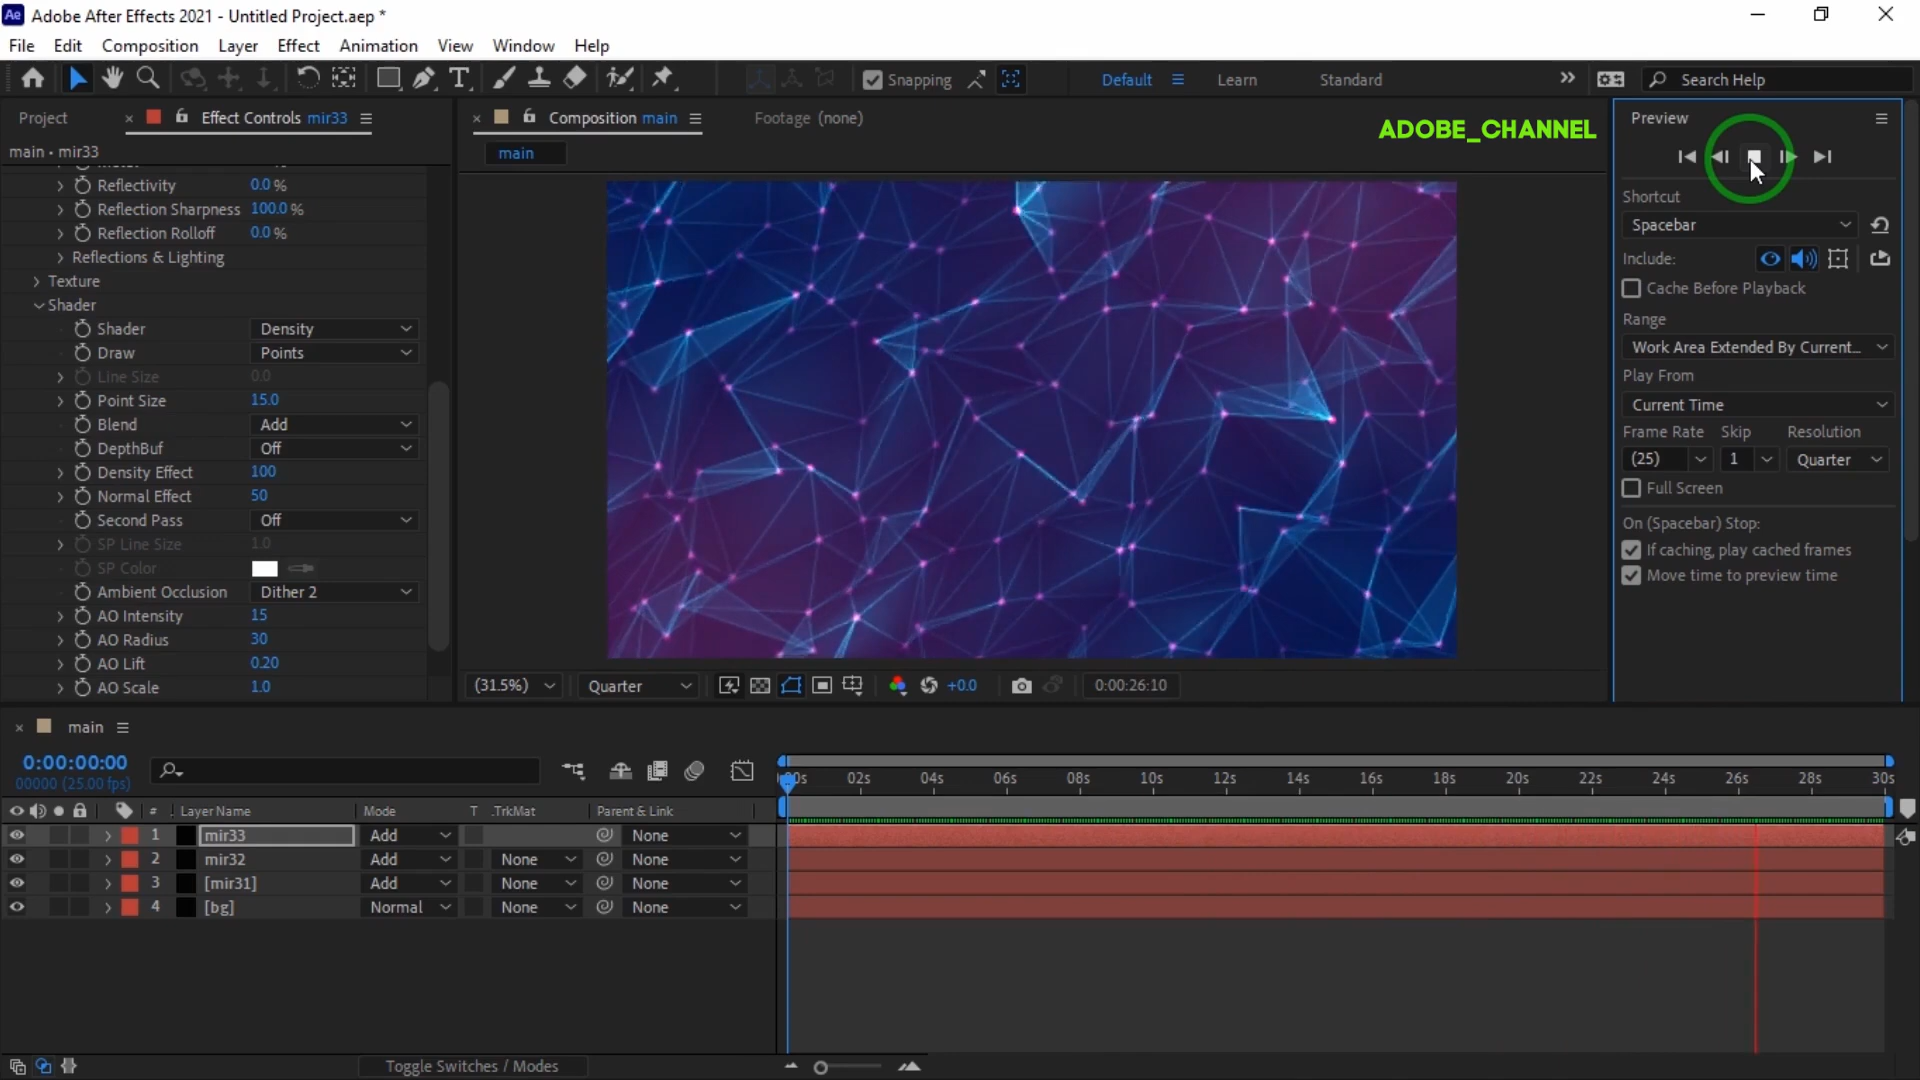 Adobe After Effects 2021 - Untitled Project.aep *
File Edit Composition Layer Effect Animation View Window Help
Snapping Default Learn Standard Search Help
Project Effect Controls mir33
Composition main Footage (none)
ADOBE_CHANNEL
main • mir33
main
Reflectivity 0.0 %
Reflection Sharpness 100.0 %
Reflection Rolloff 0.0 %
Reflections & Lighting
Texture
Shader
Shader Density
Draw Points
Line Size 0.0
Point Size 15.0
Blend Add
DepthBuf Off
Density Effect 100
Normal Effect 50
Second Pass Off
SP Line Size 1.0
SP Color
Ambient Occlusion Dither 2
AO Intensity 15
AO Radius 30
AO Lift 0.20
AO Scale 1.0
(31.5%) Quarter +0.0 0:00:26:10
Preview
Shortcut
Spacebar
Include:
Cache Before Playback
Range
Work Area Extended By Current...
Play From
Current Time
Frame Rate Skip Resolution
(25) 1 Quarter
Full Screen
On (Spacebar) Stop:
If caching, play cached frames
Move time to preview time
main
0:00:00:00
00000 (25.00 fps)
02s 04s 06s 08s 10s 12s 14s 16s 18s 20s 22s 24s 26s 28s 30s
# Layer Name Mode T .TrkMat Parent & Link
1 mir33 Add None
2 mir32 Add None None
3 [mir31] Add None None
4 [bg] Normal None None
Toggle Switches / Modes